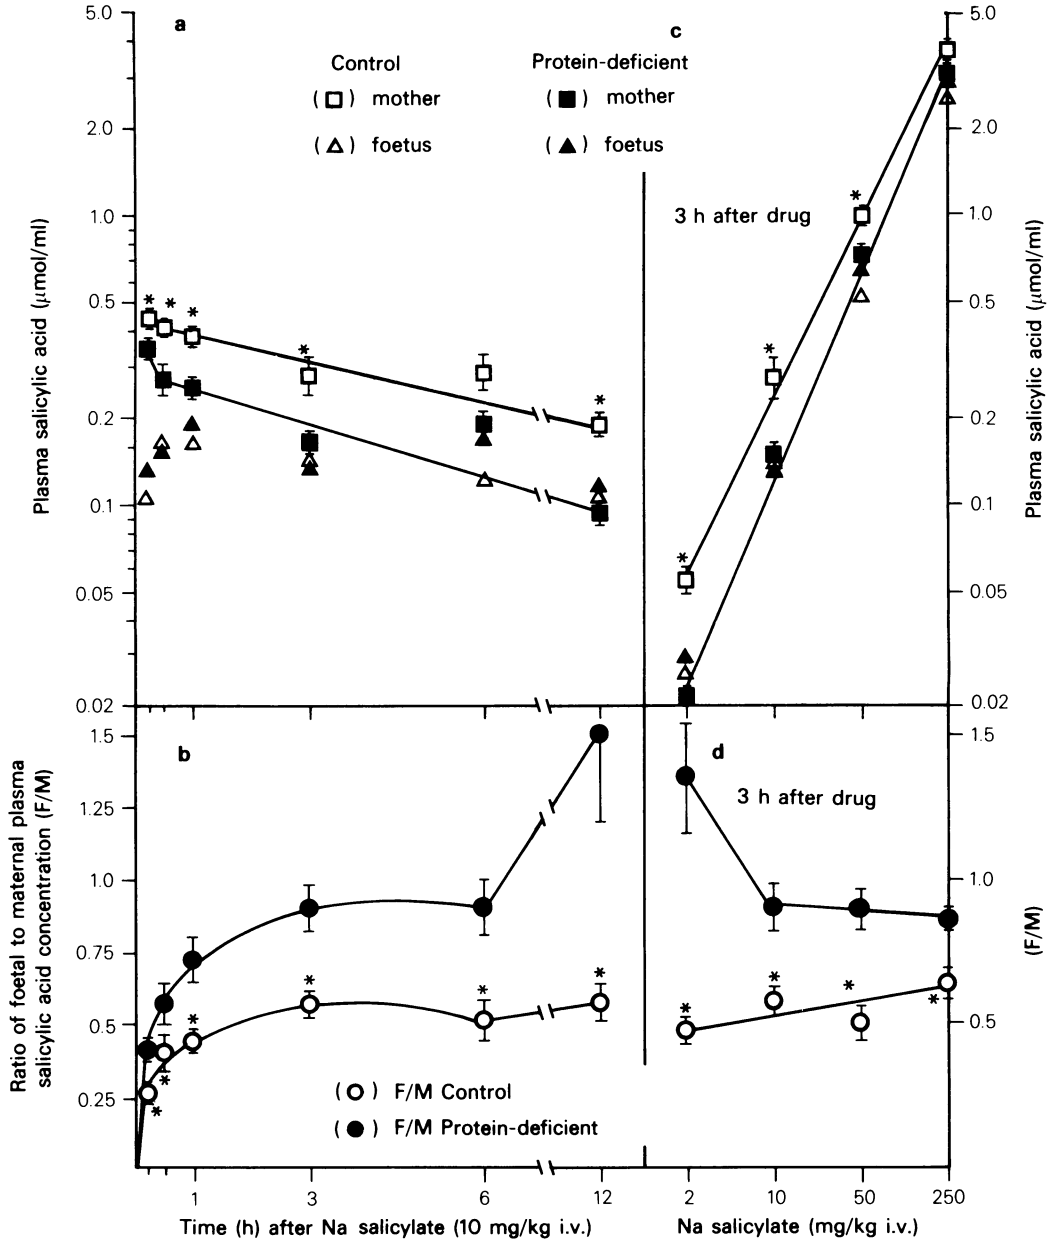 a
Control
Protein-deficient
( □ ) mother
( ■ ) mother
( △ ) foetus
( ▲ ) foetus
5.0
2.0
1.0
0.5
0.2
0.1
0.05
0.02
Plasma salicylic acid (μmol/ml)
* * * * *
c
3 h after drug
* * *
5.0
2.0
1.0
0.5
0.2
0.1
0.05
0.02
Plasma salicylic acid (μmol/ml)
b
1.5
1.25
1.0
0.75
0.5
0.25
Ratio of foetal to maternal plasma
salicylic acid concentration (F/M)
* * * * * *
( ○ ) F/M Control
( ● ) F/M Protein-deficient
1 3 6 12
Time (h) after Na salicylate (10 mg/kg i.v.)
d
3 h after drug
* * * *
1.5
1.0
0.5
(F/M)
2 10 50 250
Na salicylate (mg/kg i.v.)